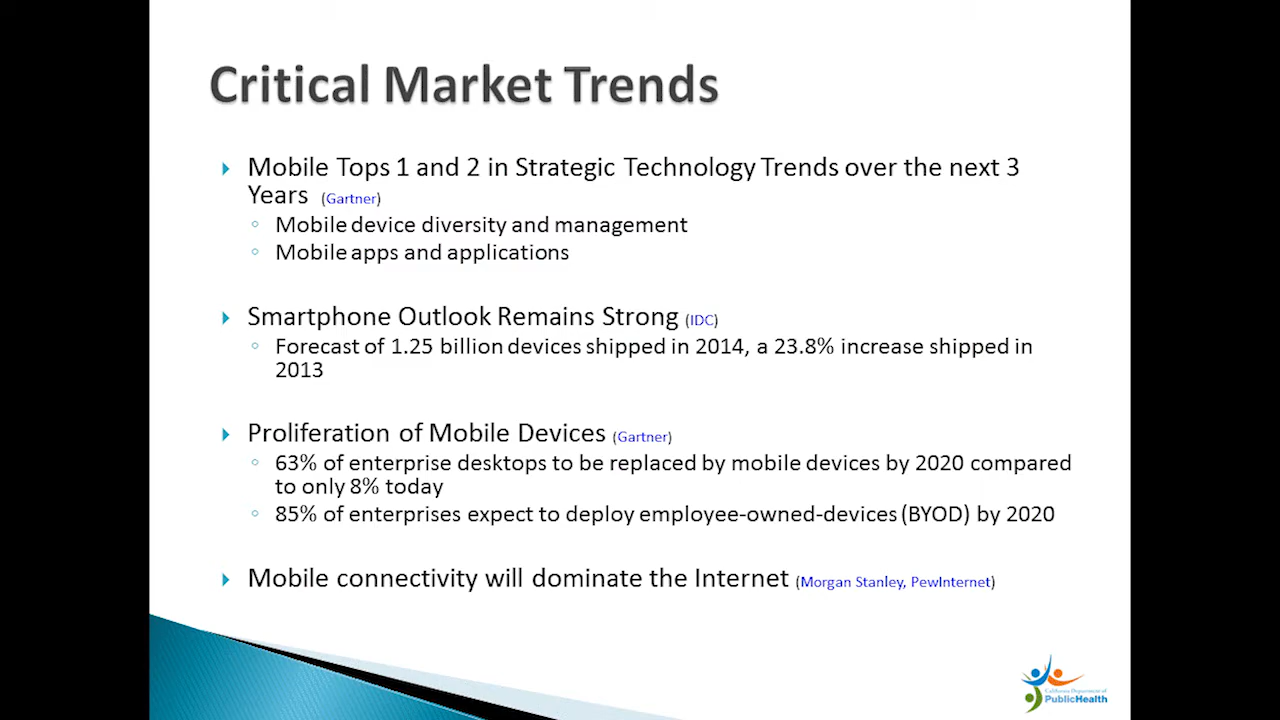 Critical Market Trends
Mobile Tops 1 and 2 in Strategic Technology Trends over the next 3
Years (Gartner)
Mobile device diversity and management
Mobile apps and applications
Smartphone Outlook Remains Strong (IDC)
Forecast of 1.25 billion devices shipped in 2014, a 23.8% increase shipped in
2013
Proliferation of Mobile Devices (Gartner)
63% of enterprise desktops to be replaced by mobile devices by 2020 compared
to only 8% today
85% of enterprises expect to deploy employee-owned-devices (BYOD) by 2020
Mobile connectivity will dominate the Internet (Morgan Stanley, PewInternet)
California Department of
PublicHealth